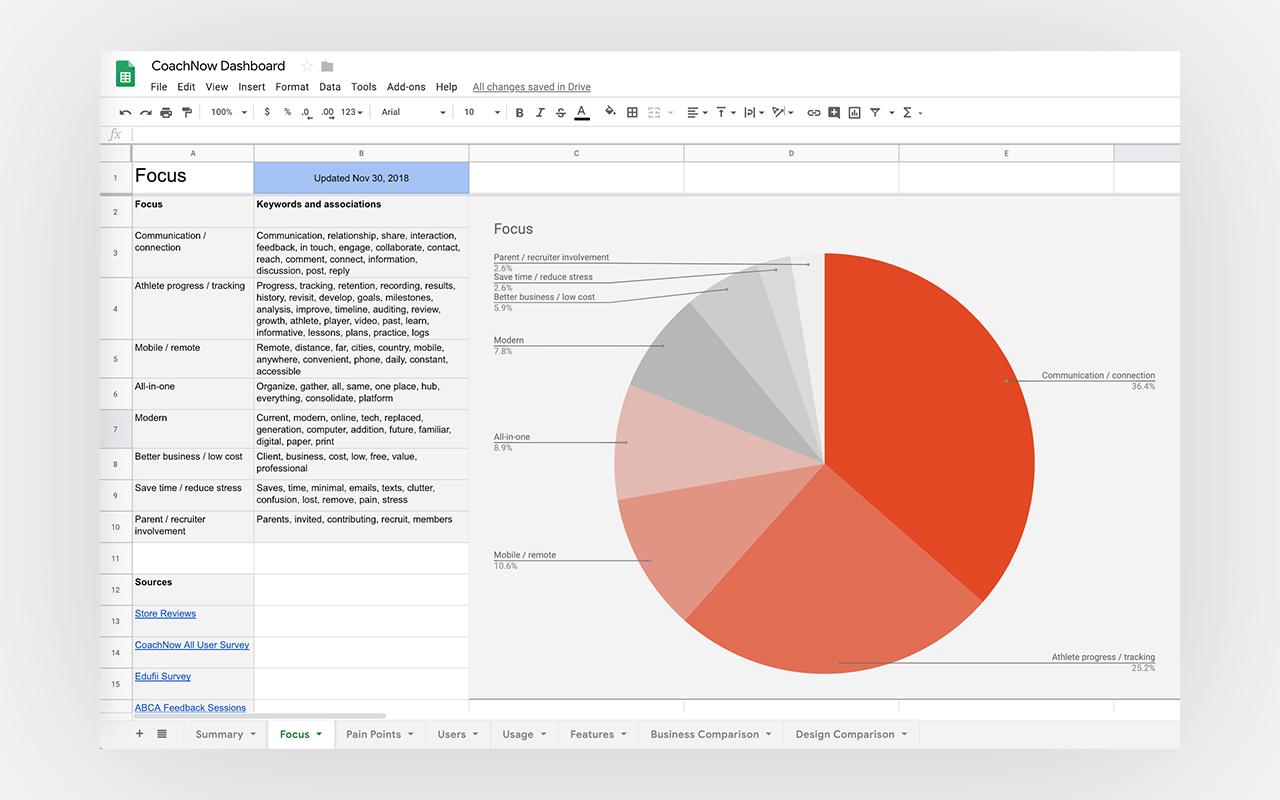 CoachNow Dashboard
File Edit View Insert Format Data Tools Add-ons Help All changes saved in Drive
100% $ % .0 .00 123 Arial 10 B I S A Σ
fx
A B C D E
1 Focus Updated Nov 30, 2018
2 Focus Keywords and associations
3 Communication /
connection
Communication, relationship, share, interaction,
feedback, in touch, engage, collaborate, contact,
reach, comment, connect, information,
discussion, post, reply
4 Athlete progress / tracking
Progress, tracking, retention, recording, results,
history, revisit, develop, goals, milestones,
analysis, improve, timeline, auditing, review,
growth, athlete, player, video, past, learn,
informative, lessons, plans, practice, logs
5 Mobile / remote
Remote, distance, far, cities, country, mobile,
anywhere, convenient, phone, daily, constant,
accessible
6 All-in-one
Organize, gather, all, same, one place, hub,
everything, consolidate, platform
7 Modern
Current, modern, online, tech, replaced,
generation, computer, addition, future, familiar,
digital, paper, print
8 Better business / low cost
Client, business, cost, low, free, value,
professional
9 Save time / reduce stress
Saves, time, minimal, emails, texts, clutter,
confusion, lost, remove, pain, stress
10 Parent / recruiter
involvement
Parents, invited, contributing, recruit, members
11
12 Sources
13 Store Reviews
14 CoachNow All User Survey
15 Edufii Survey
ABCA Feedback Sessions
Focus
Parent / recruiter involvement
2.6%
Save time / reduce stress
2.6%
Better business / low cost
5.9%
Modern
7.8%
Communication / connection
36.4%
All-in-one
8.9%
Mobile / remote
10.6%
Athlete progress / tracking
25.2%
+ Summary Focus Pain Points Users Usage Features Business Comparison Design Comparison